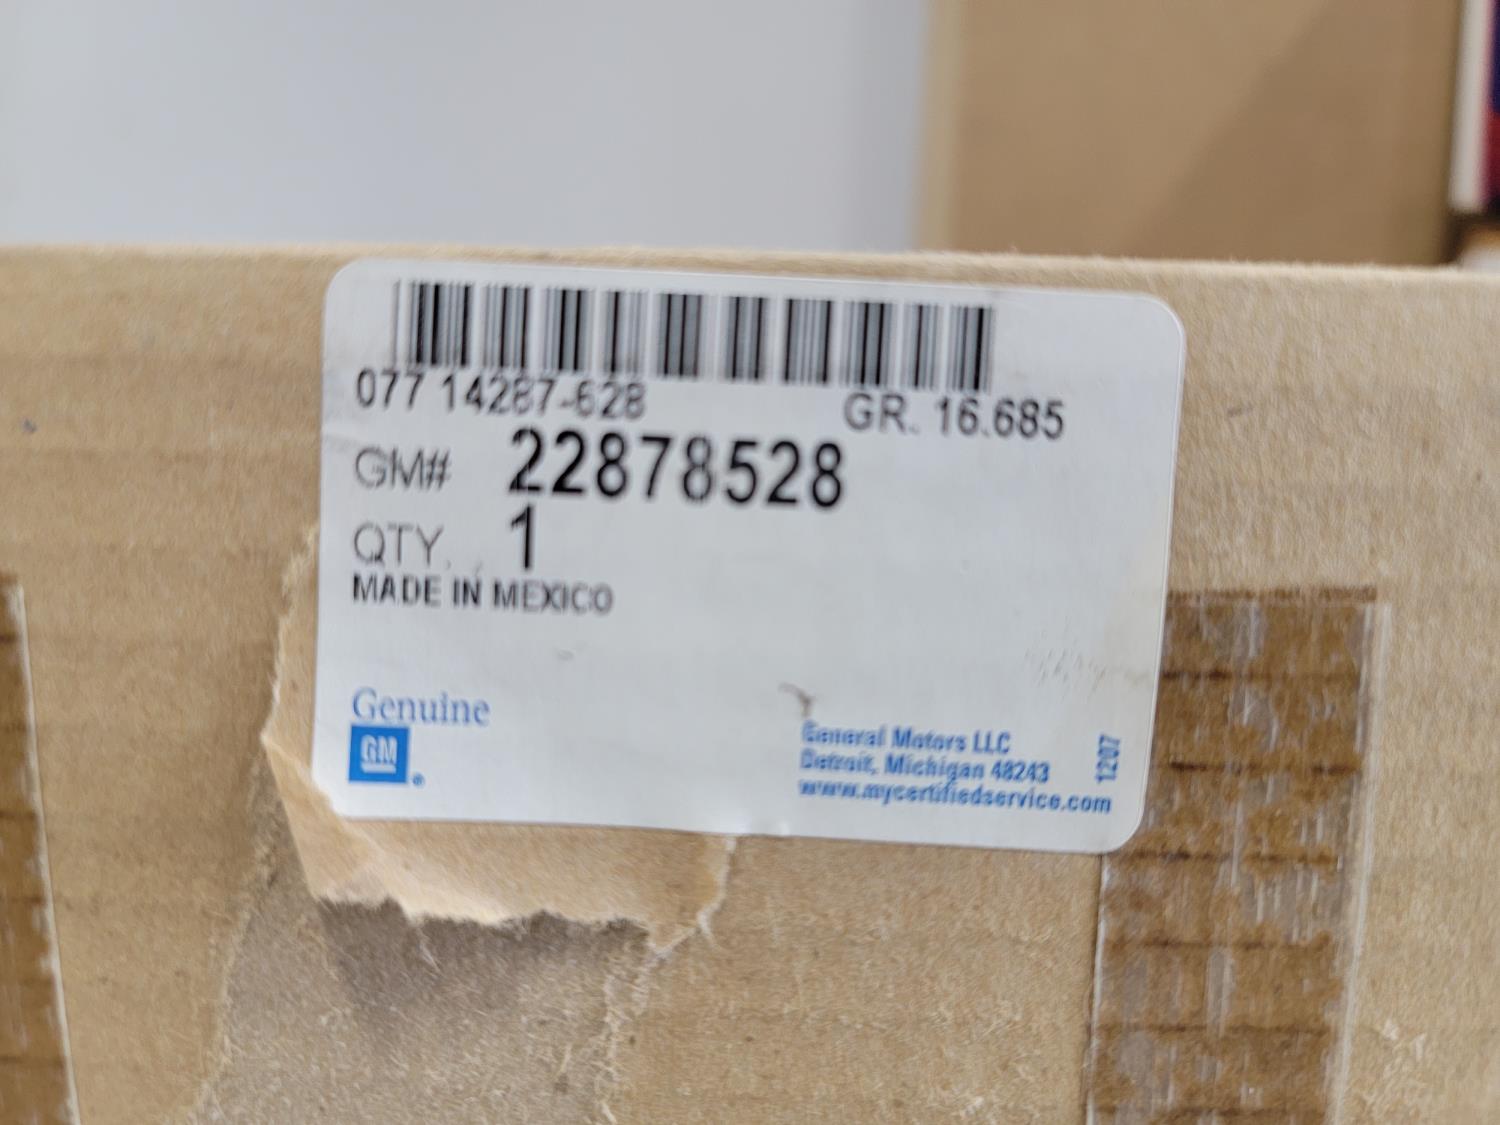 077 14287-628 GR. 16.685
GM# 22878528
QTY. 1
MADE IN MEXICO
Genuine
GM
General Motors LLC
Detroit, Michigan 48243
www.mycertifiedservice.com
1207